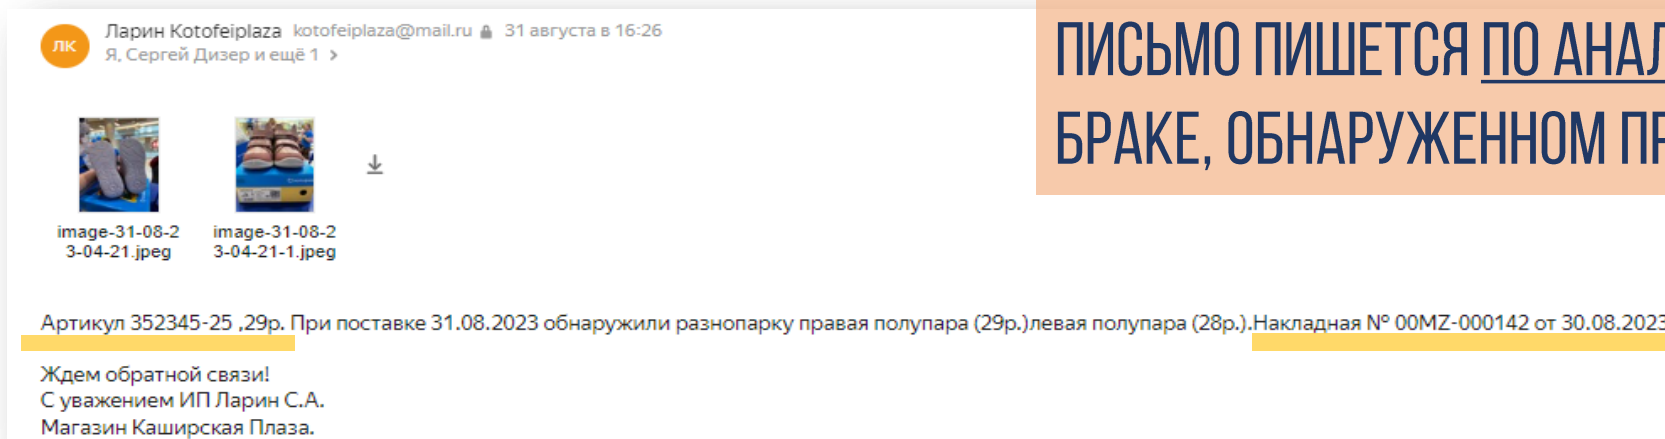 Ларин Kotofeiplaza kotofeiplaza@mail.ru 31 августа в 16:26
ЛК
Я, Сергей Дизер и ещё 1 >
ПИСЬМО ПИШЕТСЯ ПО АНАЛ
БРАКЕ, ОБНАРУЖЕННОМ ПР
image-31-08-2
3-04-21.jpeg
image-31-08-2
3-04-21-1.jpeg
Артикул 352345-25 ,29р. При поставке 31.08.2023 обнаружили разнопарку правая полупара (29р.)левая полупара (28р.).Накладная № 00MZ-000142 от 30.08.2023
Ждем обратной связи!
С уважением ИП Ларин С.А.
Магазин Каширская Плаза.